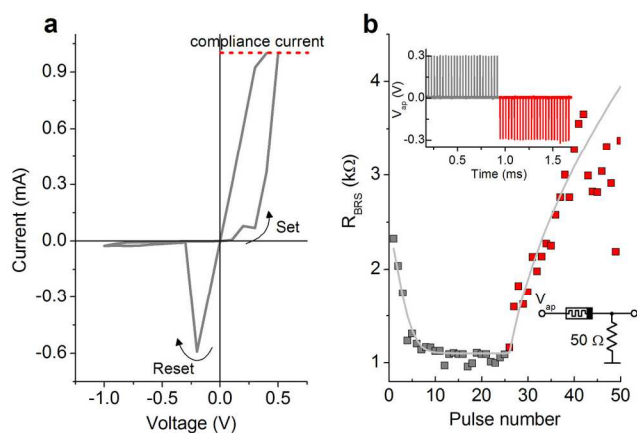 a
compliance current
0.9
0.6
0.3
0.0
-0.3
-0.6
Current (mA)
Set
Reset
-1.0 -0.5 0.0 0.5
Voltage (V)
b
4
3
2
1
R_BRS (kΩ)
0.3
0.0
-0.3
V_ap (V)
0.5 1.0 1.5
Time (ms)
V_ap
50 Ω
0 10 20 30 40 50
Pulse number